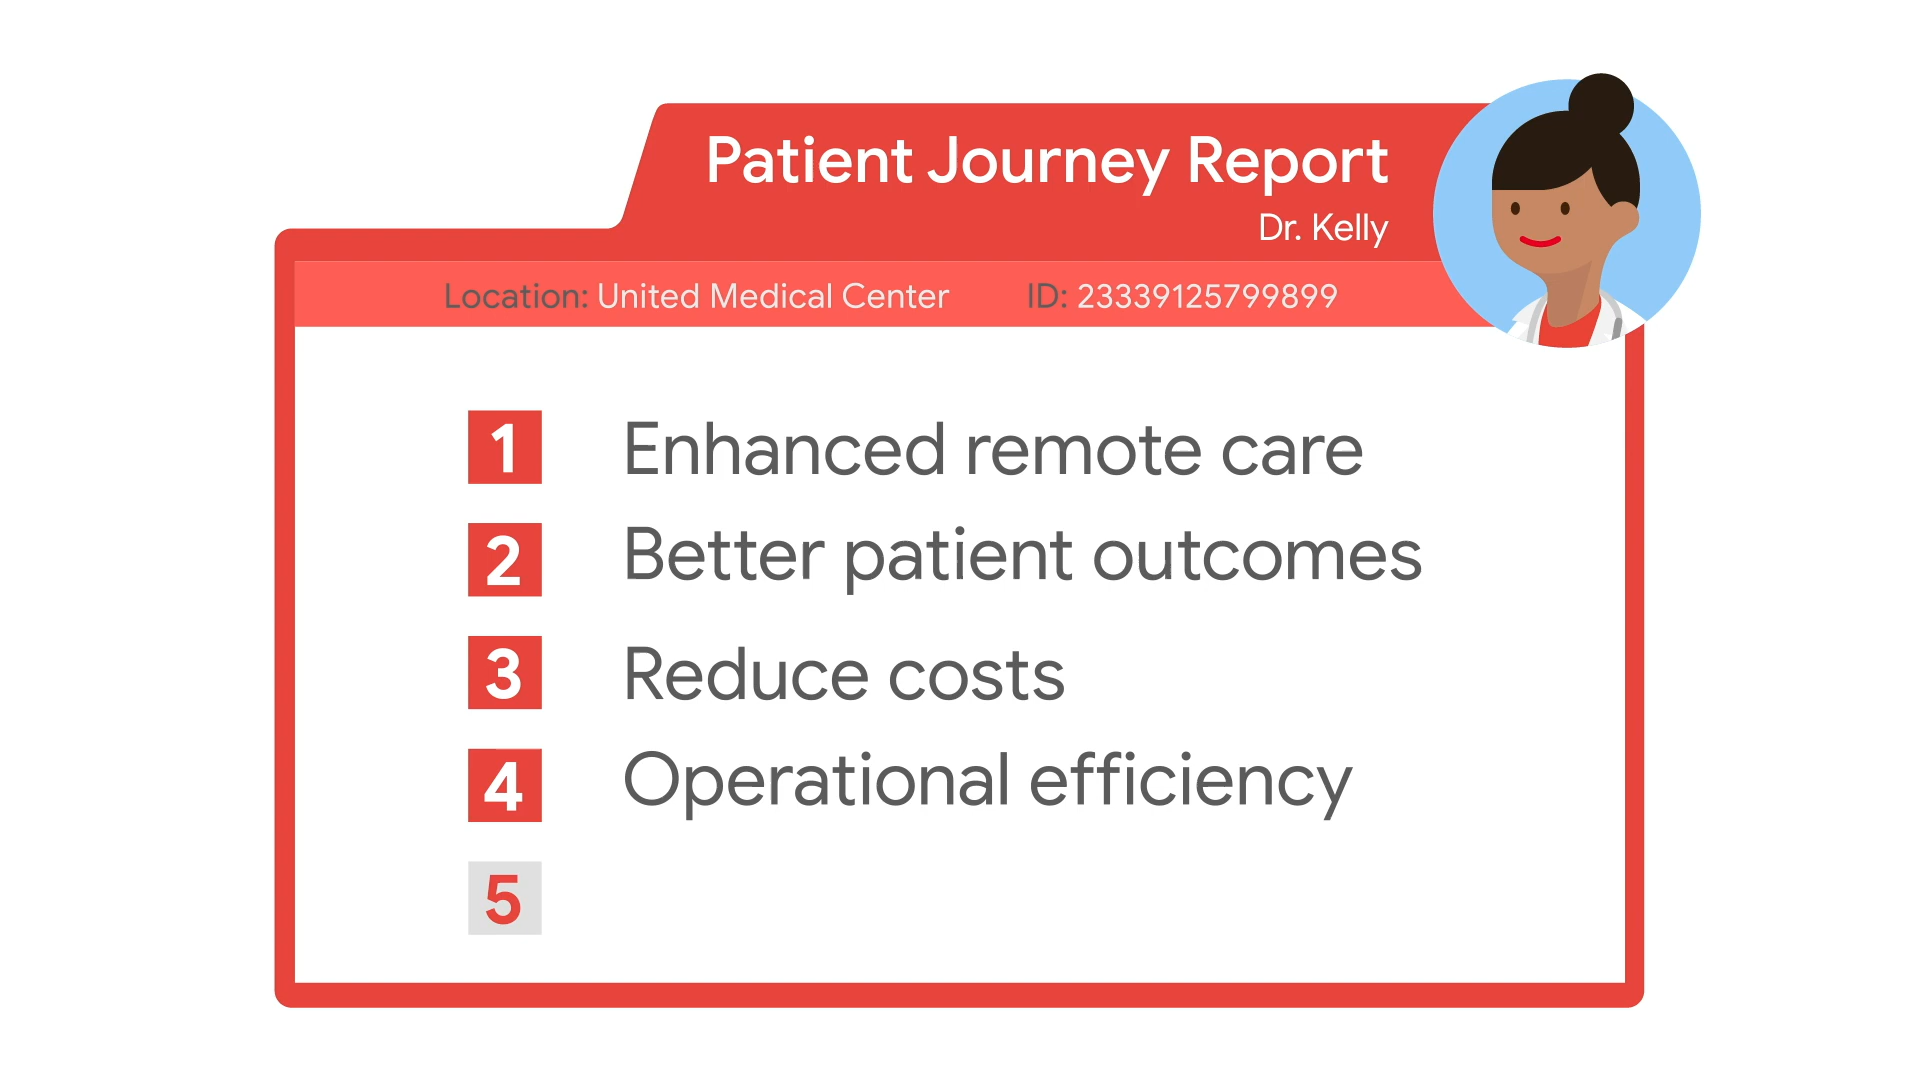 Patient Journey Report
Dr. Kelly
Location: United Medical Center ID: 23339125799899
1 Enhanced remote care
2 Better patient outcomes
3 Reduce costs
4 Operational efficiency
5